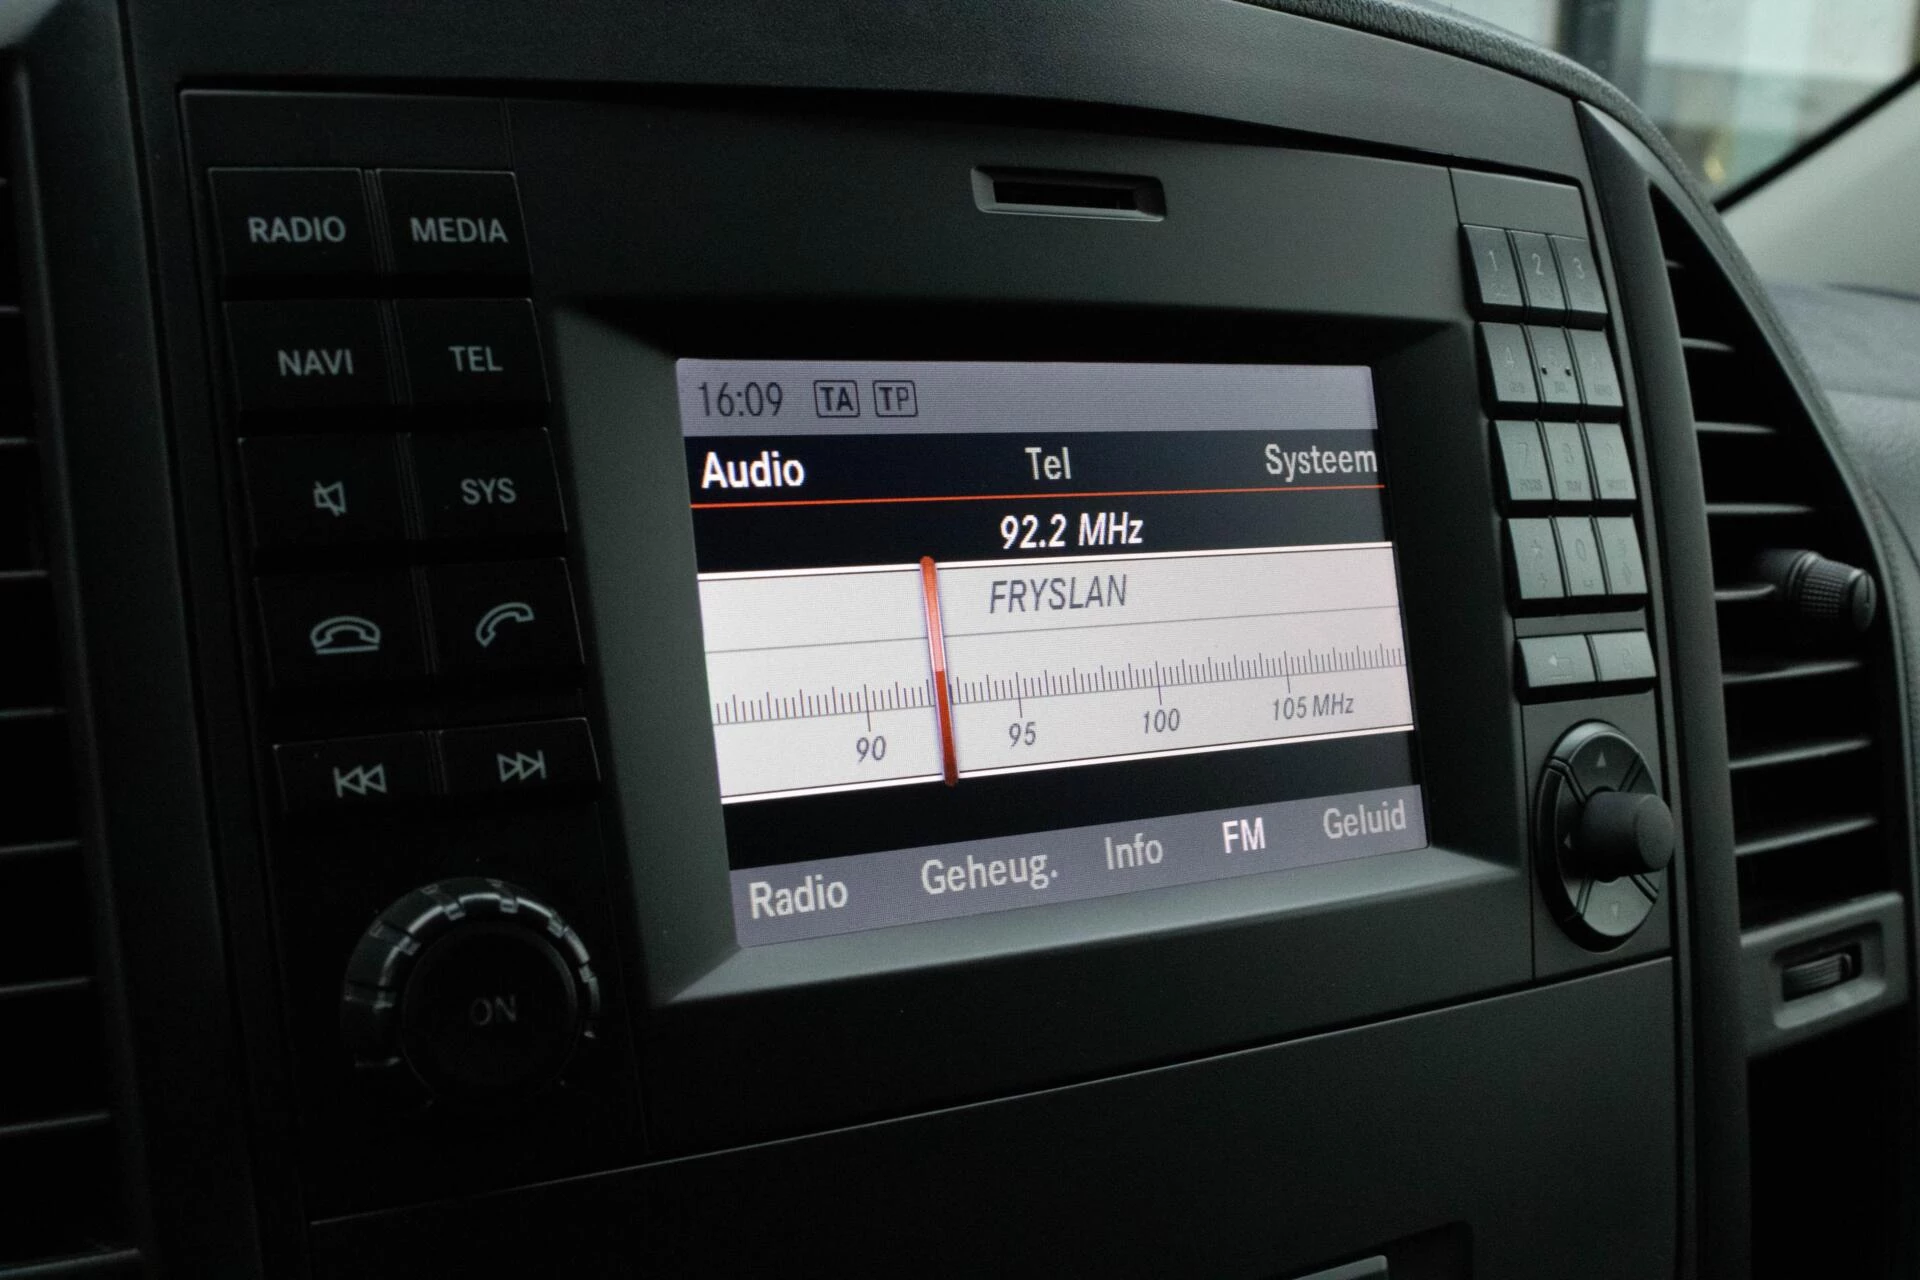 RADIO MEDIA
NAVI TEL
SYS
ON
16:09 TA TP
Audio Tel Systeem
92.2 MHz
FRYSLAN
90 95 100 105 MHz
Radio Geheug. Info FM Geluid
1 2 3